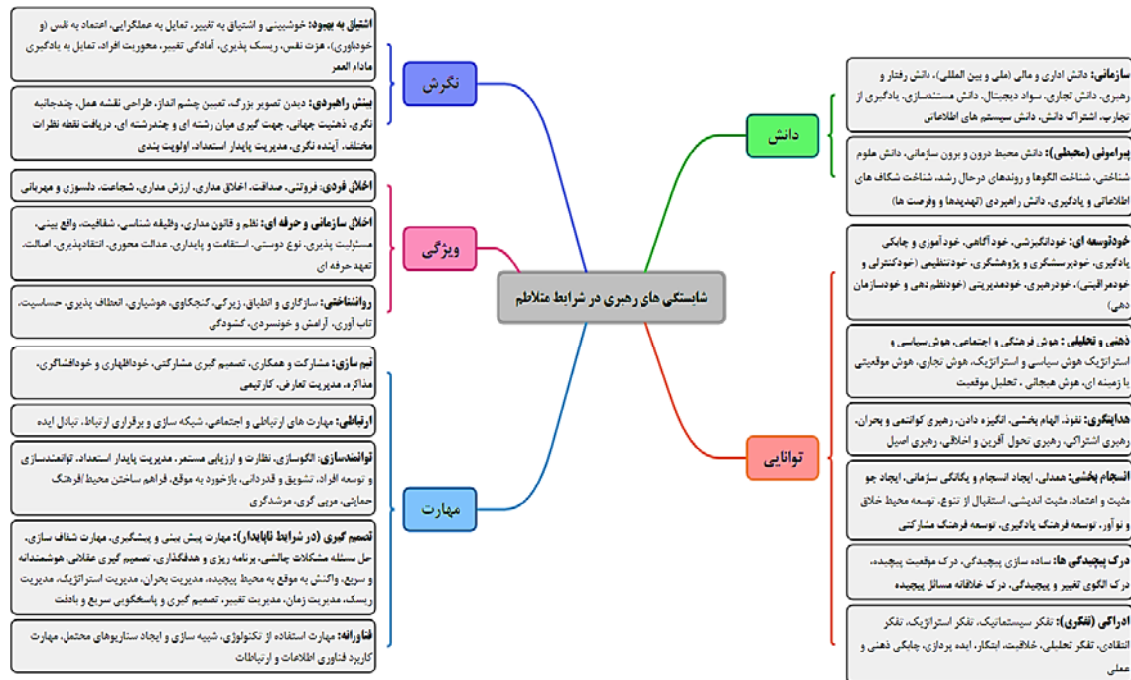 شایستگی های رهبری در شرایط متلاطم
دانش
سازمانی: دانش اداری و مالی (ملی و بین المللی)، دانش رفتار و
رهبری، دانش تجاری، سواد دیجیتال، دانش مستندسازی، یادگیری از
تجارب، اشتراک دانش، دانش سیستم های اطلاعاتی
پیرامونی (محیطی): دانش محیط درون و برون سازمانی، دانش علوم
شناختی، شناخت الگوها و روندهای درحال رشد، شناخت شکاف های
اطلاعاتی و یادگیری، دانش راهبردی (تهدیدها و فرصت ها)
توانایی
خودتوسعه ای: خودانگیزشی، خودآگاهی، خودآموزی و چابکی
یادگیری، خودپرسشگری و پژوهشگری، خودتنظیمی (خودکنترلی و
خودمراقبتی)، خودرهبری، خودمدیریتی (خودنظم دهی و خودسازمان
دهی)
ذهنی و تحلیلی : هوش فرهنگی و اجتماعی، هوش سیاسی و
استراتژیک هوش سیاسی و استراتژیک، هوش تجاری، هوش موقعیتی
یا زمینه ای، هوش هیجانی ، تحلیل موقعیت
هدایتگری: نفوذ، الهام بخشی، انگیزه دادن، رهبری کوانتمی و بحران،
رهبری اشتراکی، رهبری تحول آفرین و اخلاقی، رهبری اصیل
انسجام بخشی: همدلی، ایجاد انسجام و یگانگی سازمانی، ایجاد جو
مثبت و اعتماد، مثبت اندیشی، استقبال از تنوع، توسعه محیط خلاق
و نوآور، توسعه فرهنگ یادگیری، توسعه فرهنگ مشارکتی
درک پیچیدگی ها: ساده سازی پیچیدگی، درک موقعیت پیچیده،
درک الگوی تغییر و پیچیدگی، درک خلاقانه مسائل پیچیده
ادراکی (تفکری): تفکر سیستماتیک، تفکر استراتژیک، تفکر
انتقادی، تفکر تحلیلی، خلاقیت، ابتکار، ایده پردازی، چابکی ذهنی و
عملی
نگرش
اشتیاق به بهبود: خوشبینی و اشتیاق به تغییر، تمایل به عملگرایی، اعتماد به نفس (و
خودباوری)، عزت نفس، ریسک پذیری، آمادگی تغییر، محوریت افراد، تمایل به یادگیری
مادام العمر
بینش راهبردی: دیدن تصویر بزرگ، تعیین چشم انداز، طراحی نقشه عمل، چندجانبه
نگری، ذهنیت جهانی، جهت گیری میان رشته ای و چندرشته ای، دریافت نقطه نظرات
مختلف، آینده نگری، مدیریت پایدار استعداد، اولویت بندی
ویژگی
اخلاق فردی: فروتنی، صداقت، اخلاق مداری، ارزش مداری، شجاعت، دلسوزی و مهربانی
اخلاق سازمانی و حرفه ای: نظم و قانون مداری، وظیفه شناسی، شفافیت، واقع بینی،
مسئولیت پذیری، نوع دوستی، استقامت و پایداری، عدالت محوری، انتقادپذیری، اصالت،
تعهد حرفه ای
روانشناختی: سازگاری و انطباق، زیرکی، کنجکاوی، هوشیاری، انعطاف پذیری، حساسیت،
تاب آوری، آرامش و خونسردی، گشودگی
مهارت
تیم سازی: مشارکت و همکاری، تصمیم گیری مشارکتی، خوداظهاری و خودافشاگری،
مذاکره، مدیریت تعارض، کارتیمی
ارتباطی: مهارت های ارتباطی و اجتماعی، شبکه سازی و برقراری ارتباط، تبادل ایده
توانمندسازی: الگوسازی، نظارت و ارزیابی مستمر، مدیریت پایدار استعداد، توانمندسازی
و توسعه افراد، تشویق و قدردانی، بازخورد به موقع، فراهم ساختن محیط/فرهنگ
حمایتی، مربی گری، مرشدگری
تصمیم گیری (در شرایط ناپایدار): مهارت پیش بینی و پیشگیری، مهارت شفاف سازی،
حل مسئله مشکلات چالشی، برنامه ریزی و هدفگذاری، تصمیم گیری عقلانی، هوشمندانه
و سریع، واکنش به موقع به محیط پیچیده، مدیریت بحران، مدیریت استراتژیک، مدیریت
ریسک، مدیریت زمان، مدیریت تغییر، تصمیم گیری و پاسخگویی سریع و بادقت
فناورانه: مهارت استفاده از تکنولوژی، شبیه سازی و ایجاد سناریوهای محتمل، مهارت
کاربرد فناوری اطلاعات و ارتباطات